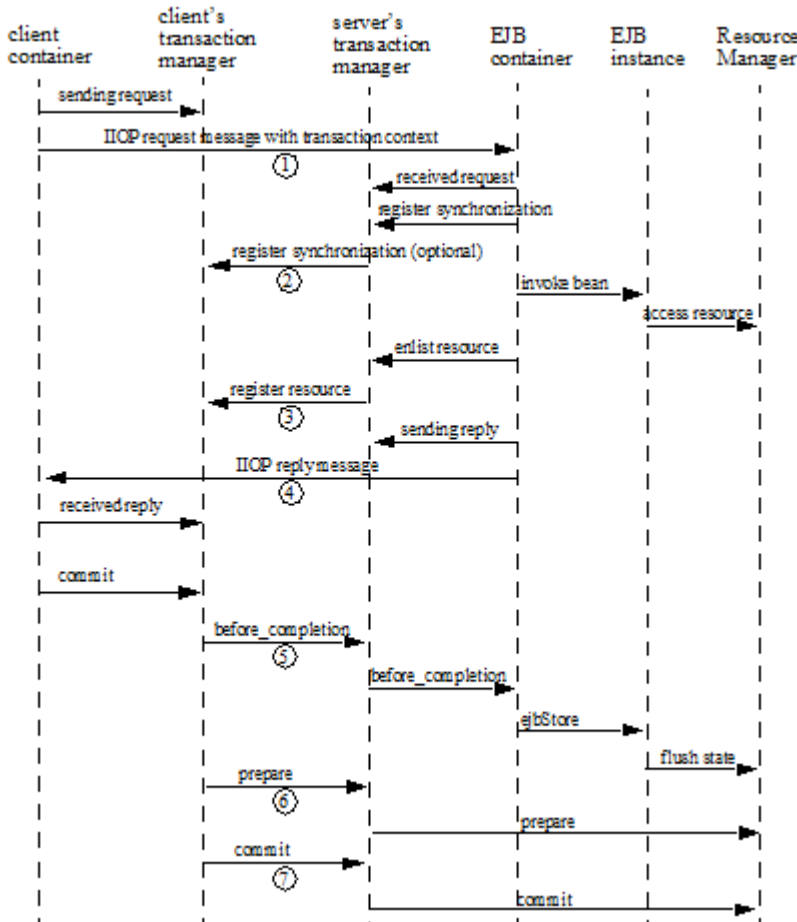 client
container
client's
transaction
manager
server's
transaction
manager
EJB
container
EJB
instance
Resource
Manager
sending request
IIOP request message with transaction context
1
received request
register synchronization
register synchronization (optional)
2
invoke bean
access resource
enlist resource
register resource
3
sending reply
IIOP reply message
4
received reply
commit
before_completion
5
before_completion
ejbStore
flush state
prepare
6
prepare
commit
7
commit